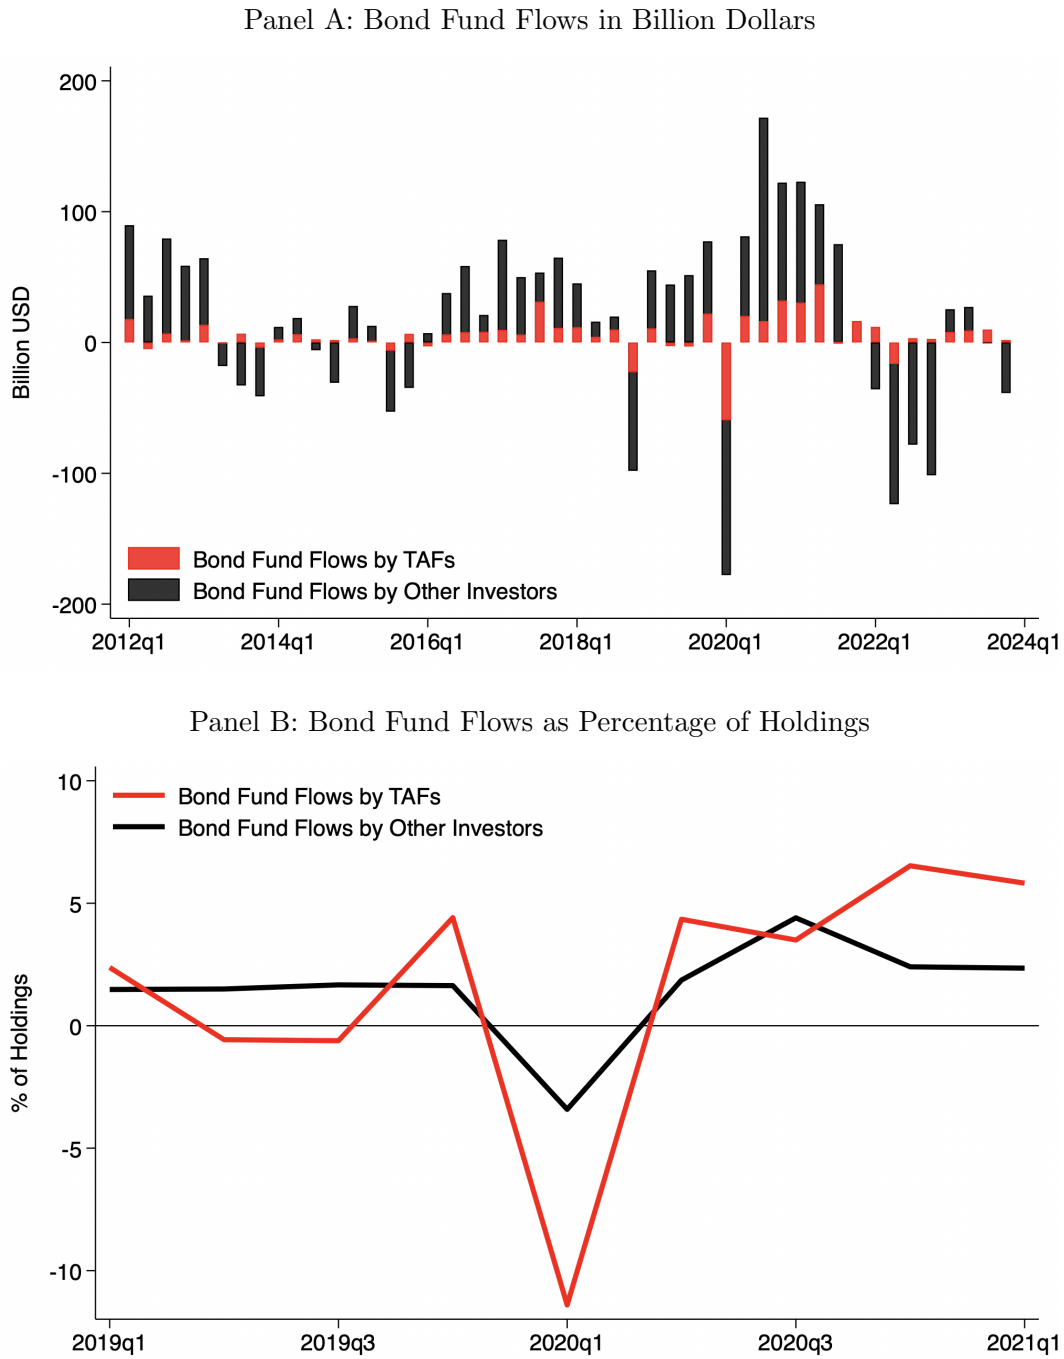 Panel A: Bond Fund Flows in Billion Dollars
200
100
0
-100
-200
Billion USD
Bond Fund Flows by TAFs
Bond Fund Flows by Other Investors
2012q1 2014q1 2016q1 2018q1 2020q1 2022q1 2024q1
Panel B: Bond Fund Flows as Percentage of Holdings
10
5
0
-5
-10
% of Holdings
Bond Fund Flows by TAFs
Bond Fund Flows by Other Investors
2019q1 2019q3 2020q1 2020q3 2021q1